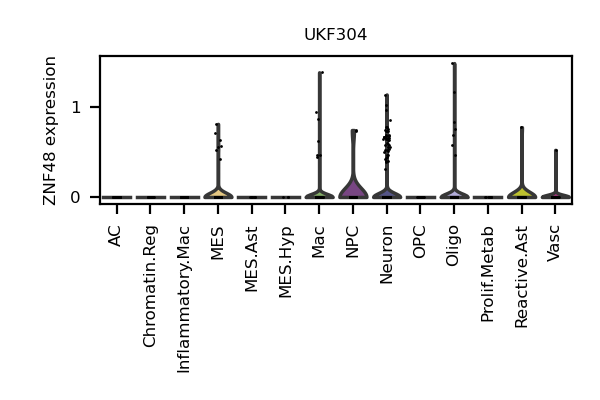 UKF304
ZNF48 expression
1
0
AC
Chromatin.Reg
Inflammatory.Mac
MES
MES.Ast
MES.Hyp
Mac
NPC
Neuron
OPC
Oligo
Prolif.Metab
Reactive.Ast
Vasc